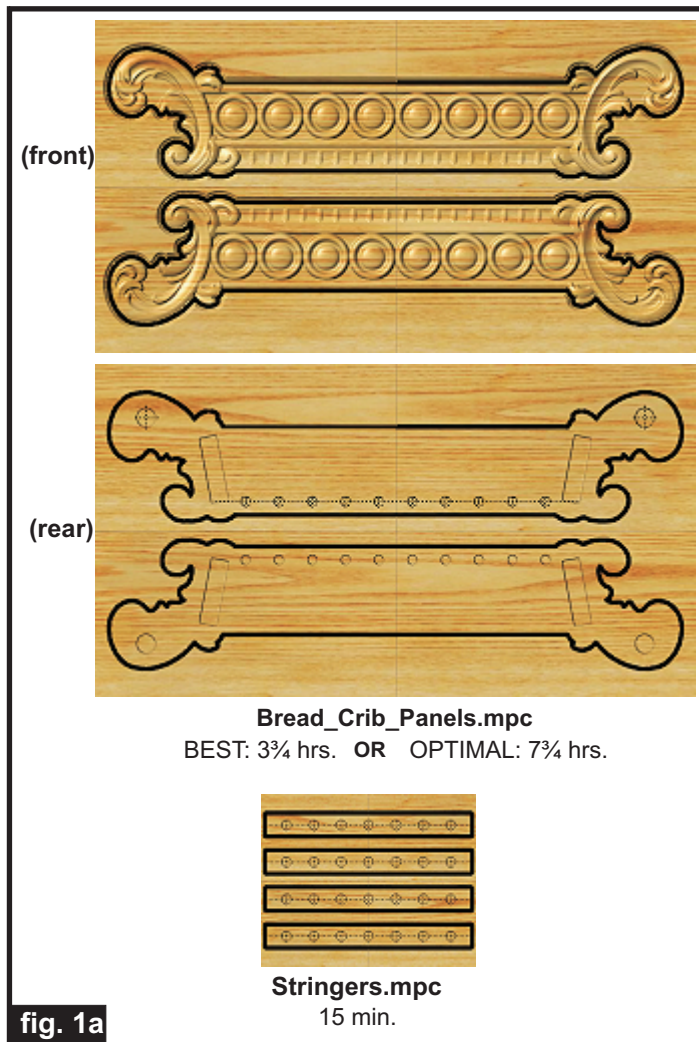 (front)
(rear)
Bread_Crib_Panels.mpc
BEST: 3¾ hrs. OR OPTIMAL: 7¾ hrs.
Stringers.mpc
15 min.
fig. 1a